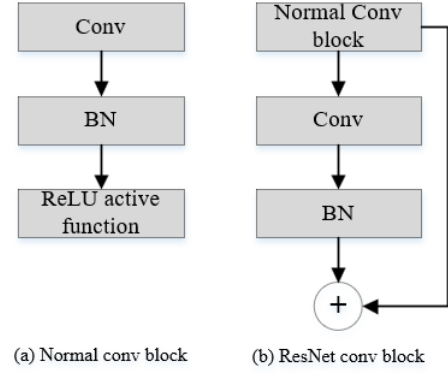 Conv
BN
ReLU active
function
(a) Normal conv block
Normal Conv
block
Conv
BN
+
(b) ResNet conv block